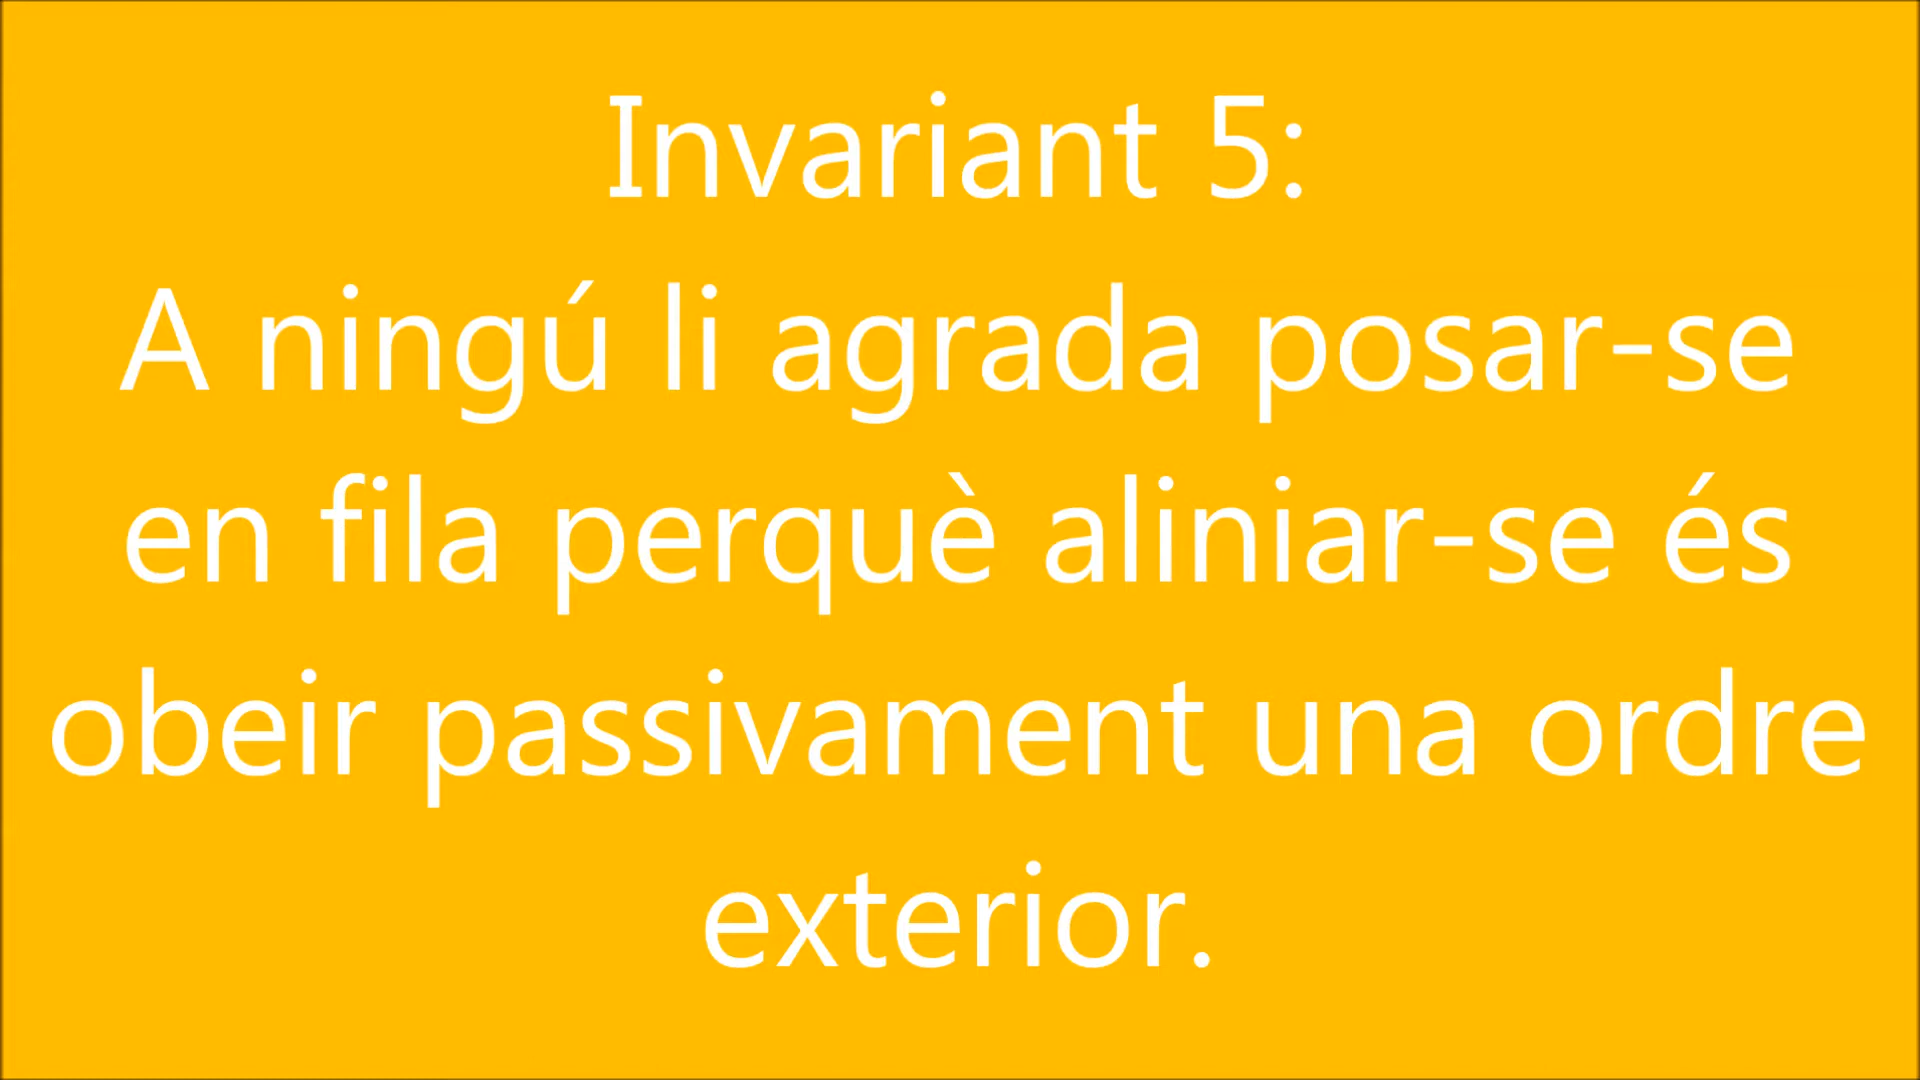 Invariant 5:
A ningú li agrada posar-se
en fila perquè aliniar-se és
obeir passivament una ordre
exterior.